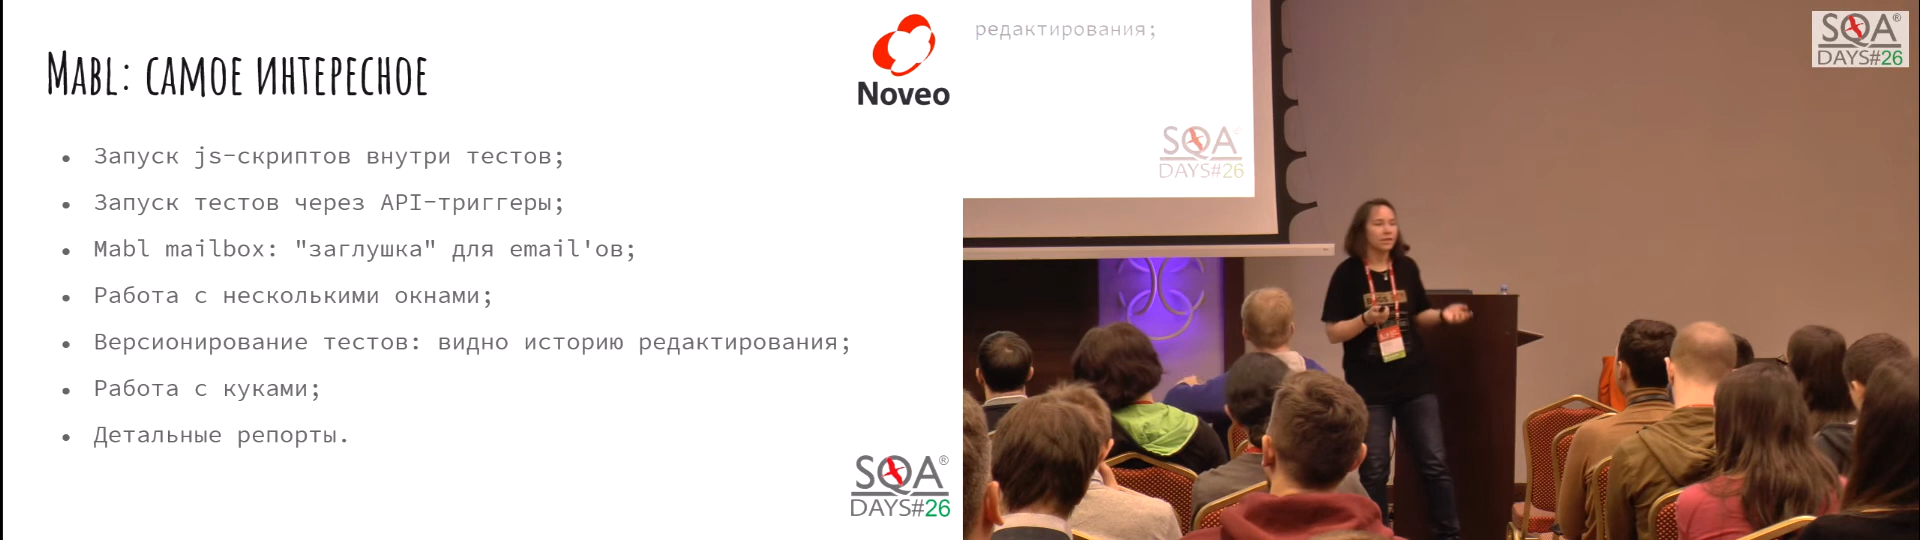 Mabl: самое интересное
Noveo
• Запуск js-скриптов внутри тестов;
• Запуск тестов через API-триггеры;
• Mabl mailbox: "заглушка" для email'ов;
• Работа с несколькими окнами;
• Версионирование тестов: видно историю редактирования;
• Работа с куками;
• Детальные репорты.
SQA®
DAYS#26
редактирования;
SQA
DAYS#26
SQA®
DAYS#26